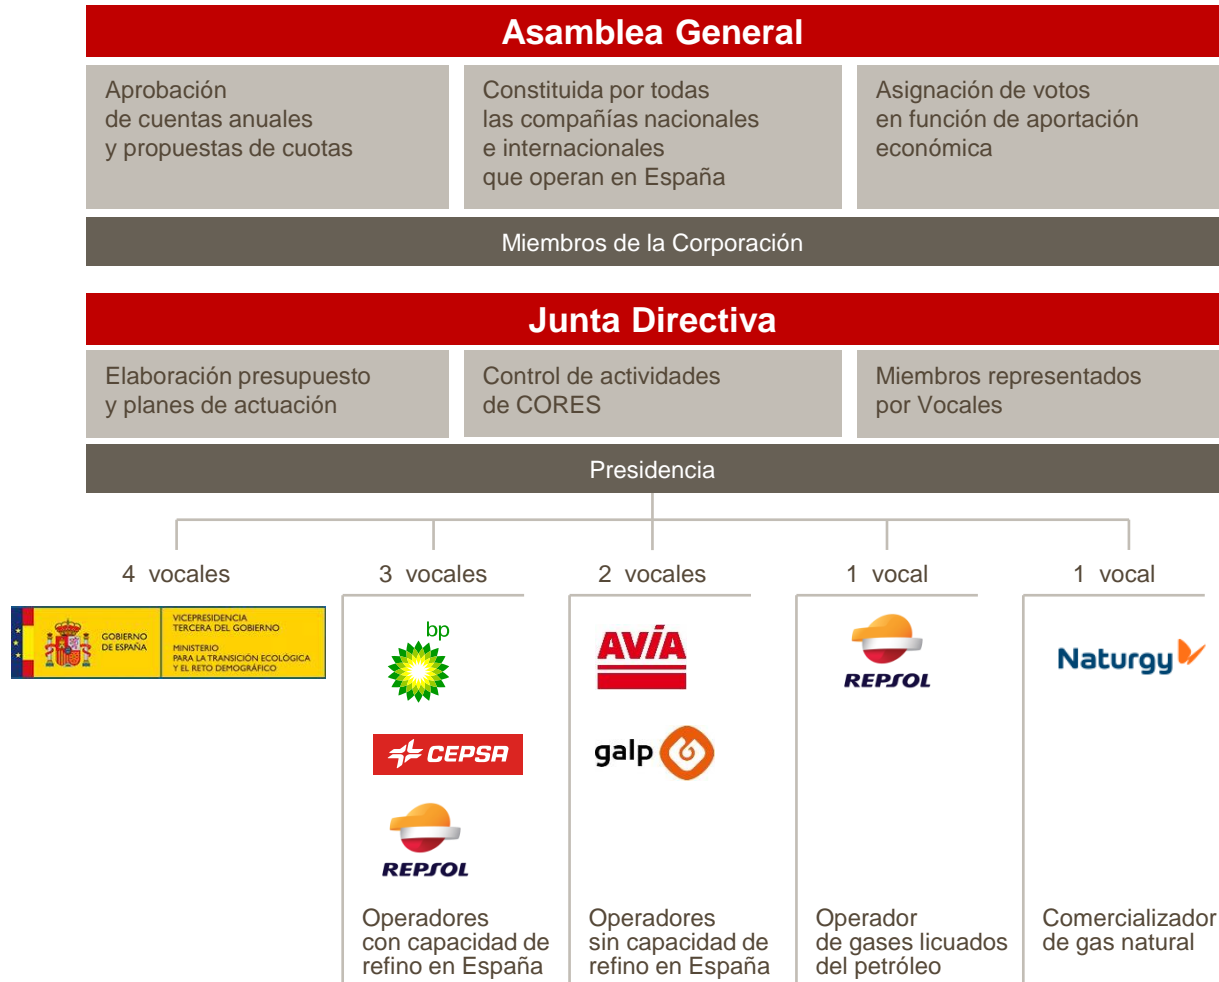 Asamblea General
Aprobación
de cuentas anuales
y propuestas de cuotas
Constituida por todas
las compañías nacionales
e internacionales
que operan en España
Asignación de votos
en función de aportación
económica
Miembros de la Corporación
Junta Directiva
Elaboración presupuesto
y planes de actuación
Control de actividades
de CORES
Miembros representados
por Vocales
Presidencia
4 vocales
3 vocales
2 vocales
1 vocal
1 vocal
GOBIERNO
DE ESPAÑA
VICEPRESIDENCIA
TERCERA DEL GOBIERNO
MINISTERIO
PARA LA TRANSICIÓN ECOLÓGICA
Y EL RETO DEMOGRÁFICO
bp
CEPSA
REPSOL
Operadores
con capacidad de
refino en España
AVÍA
galp
Operadores
sin capacidad de
refino en España
REPSOL
Operador
de gases licuados
del petróleo
Naturgy
Comercializador
de gas natural